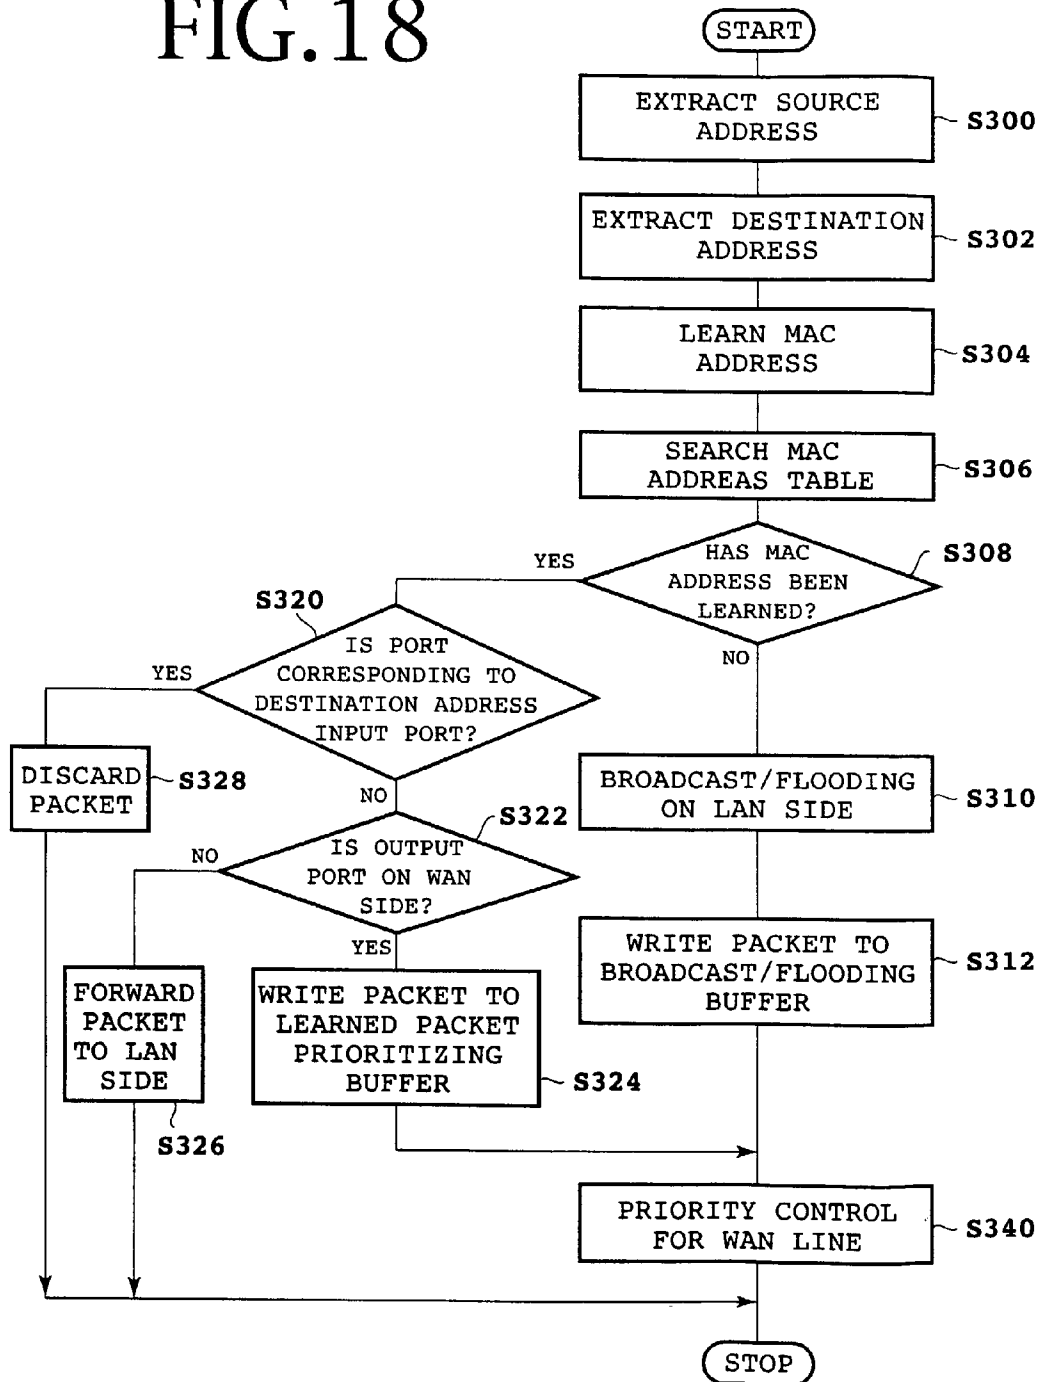 FIG.18
START
EXTRACT SOURCE
ADDRESS
S300
EXTRACT DESTINATION
ADDRESS
S302
LEARN MAC
ADDRESS
S304
SEARCH MAC
ADDREAS TABLE
S306
HAS MAC
ADDRESS BEEN
LEARNED?
S308
YES
NO
S320
IS PORT
CORRESPONDING TO
DESTINATION ADDRESS
INPUT PORT?
YES
NO
DISCARD
PACKET
S328
S322
IS OUTPUT
PORT ON WAN
SIDE?
NO
YES
BROADCAST/FLOODING
ON LAN SIDE
S310
WRITE PACKET TO
BROADCAST/FLOODING
BUFFER
S312
FORWARD
PACKET
TO LAN
SIDE
S326
WRITE PACKET TO
LEARNED PACKET
PRIORITIZING
BUFFER
S324
PRIORITY CONTROL
FOR WAN LINE
S340
STOP